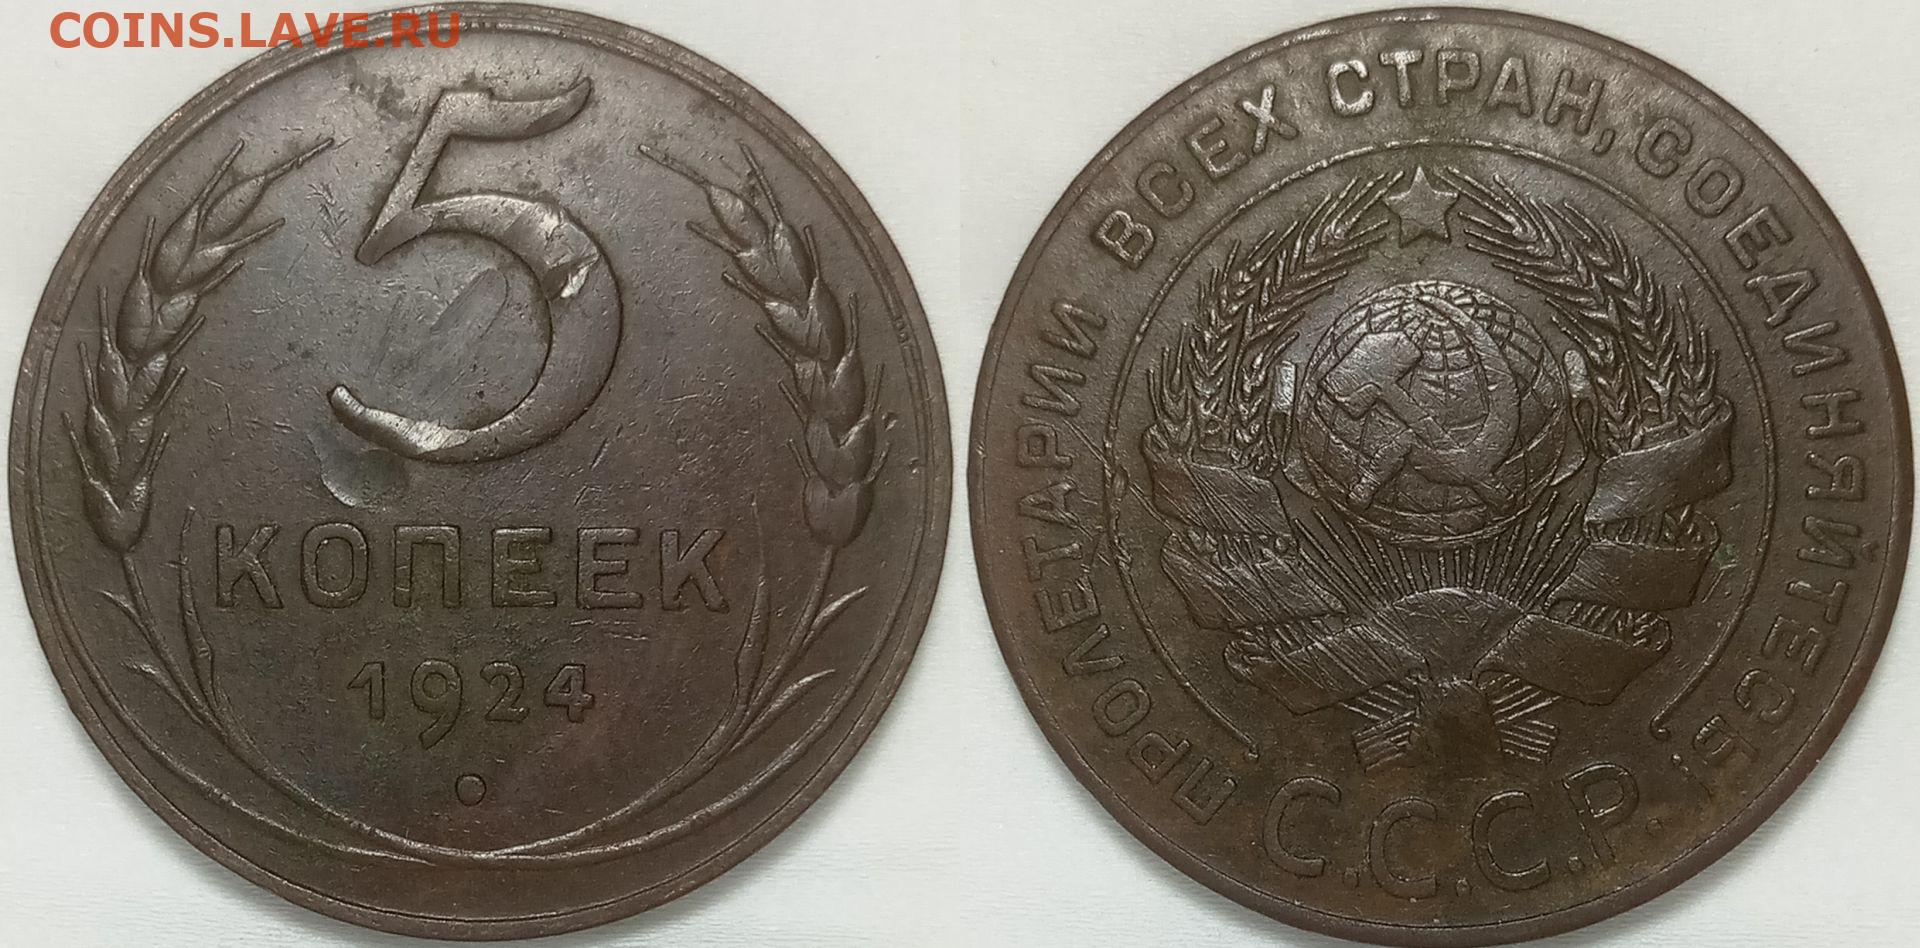 COINS.LAVE.RU
5
КОПЕЕК
1924
ПРОЛЕТАРИИ ВСЕХ СТРАН, СОЕДИНЯЙТЕСЬ!
С.С.С.Р.